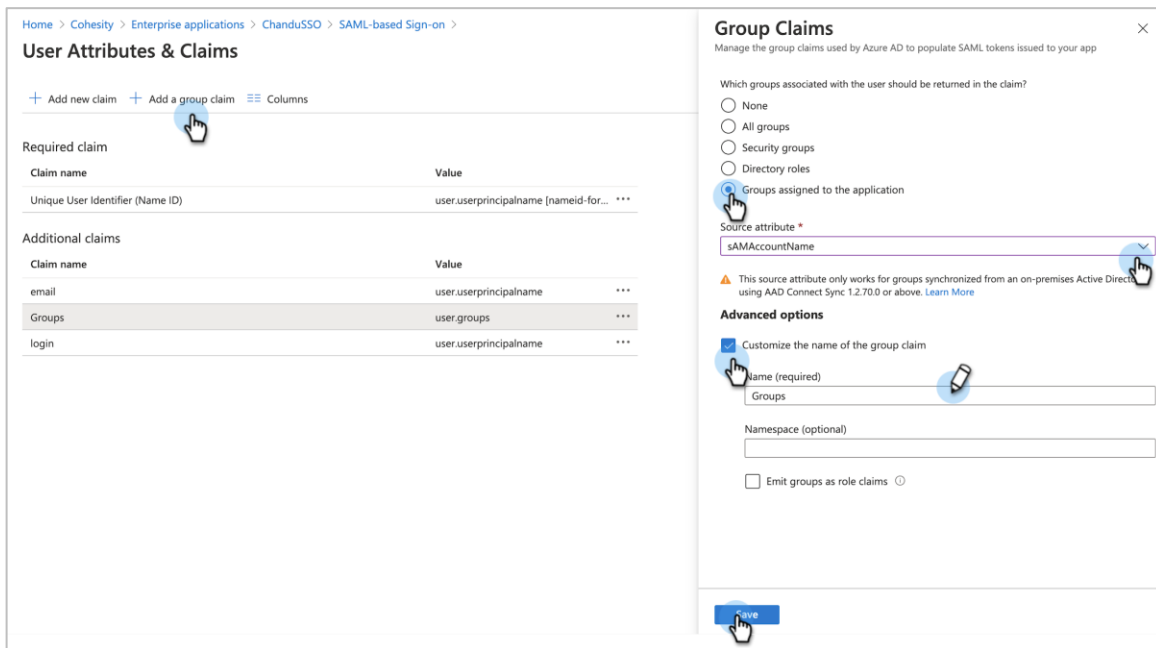 Home > Cohesity > Enterprise applications > ChanduSSO > SAML-based Sign-on >
User Attributes & Claims
+ Add new claim + Add a group claim Columns
Required claim
Claim name Value
Unique User Identifier (Name ID) user.userprincipalname [nameid-for... •••
Additional claims
Claim name Value
email user.userprincipalname •••
Groups user.groups •••
login user.userprincipalname •••
Group Claims
Manage the group claims used by Azure AD to populate SAML tokens issued to your app
Which groups associated with the user should be returned in the claim?
None
All groups
Security groups
Directory roles
Groups assigned to the application
Source attribute *
sAMAccountName
This source attribute only works for groups synchronized from an on-premises Active Directo
using AAD Connect Sync 1.2.70.0 or above. Learn More
Advanced options
Customize the name of the group claim
Name (required)
Groups
Namespace (optional)
Emit groups as role claims
Save